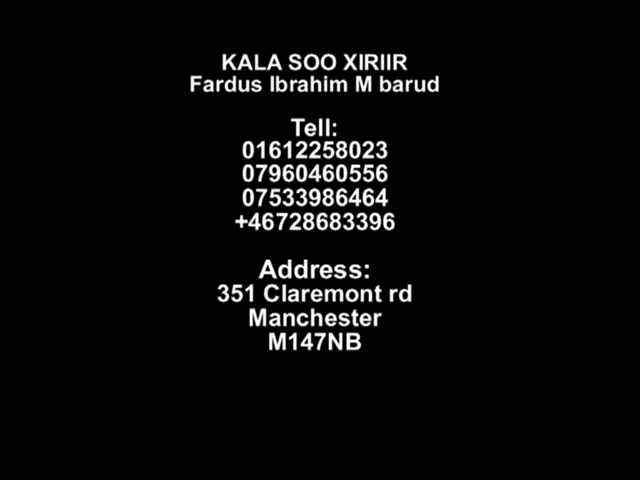 KALA SOO XIRIIR
Fardus Ibrahim M barud
Tell:
01612258023
07960460556
07533986464
+46728683396
Address:
351 Claremont rd
Manchester
M147NB